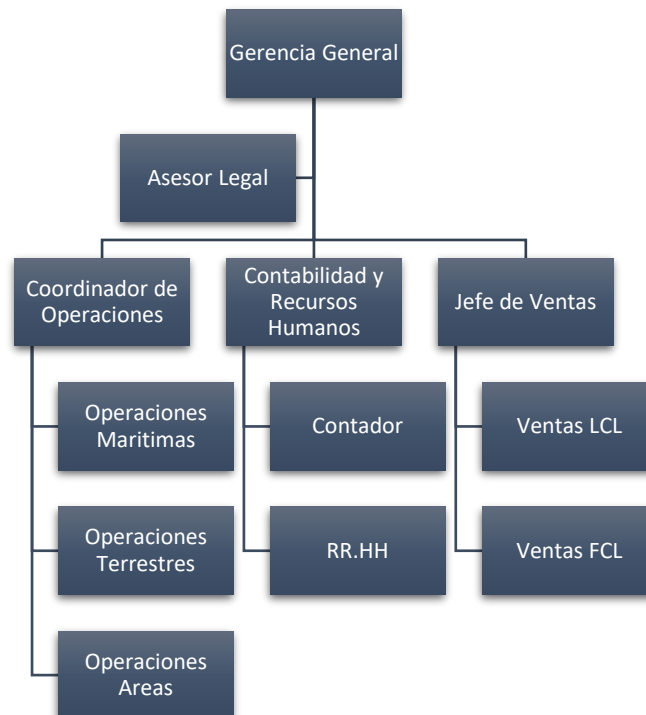 Gerencia General
Asesor Legal
Coordinador de
Operaciones
Contabilidad y
Recursos
Humanos
Jefe de Ventas
Operaciones
Maritimas
Contador
Ventas LCL
Operaciones
Terrestres
RR.HH
Ventas FCL
Operaciones
Areas